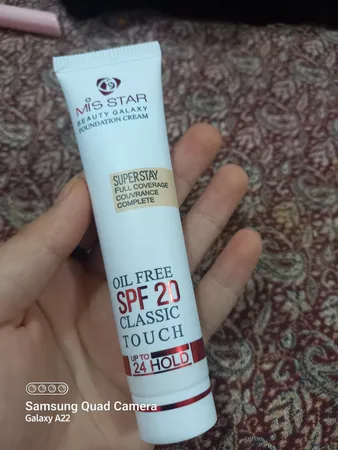 MiS STAR
BEAUTY GALAXY
FOUNDATION CREAM
SUPERSTAY
FULL COVERAGE
COUVRANCE
COMPLETE
OIL FREE
SPF 20
CLASSIC
TOUCH
UP TO
24 HOLD
Samsung Quad Camera
Galaxy A22